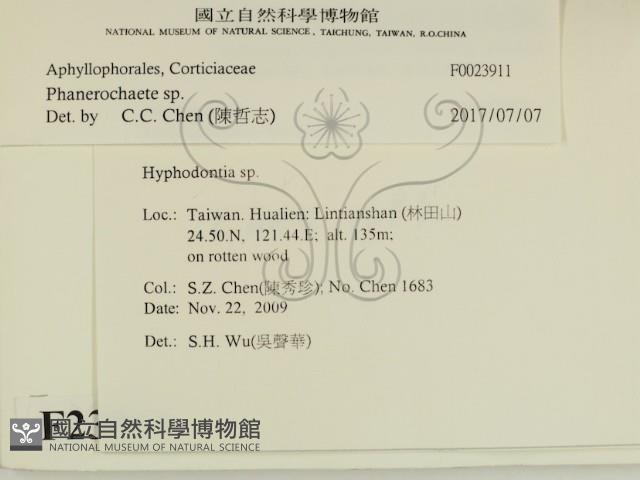 國立自然科學博物館
NATIONAL MUSEUM OF NATURAL SCIENCE, TAICHUNG, TAIWAN, R.O.CHINA
Aphyllophorales, Corticiaceae F0023911
Phanerochaete sp.
Det. by C.C. Chen (陳哲志) 2017/07/07
Hyphodontia sp.
Loc.: Taiwan. Hualien: Lintianshan (林田山)
24.50.N, 121.44.E; alt. 135m;
on rotten wood
Col.: S.Z. Chen(陳秀珍); No. Chen 1683
Date: Nov. 22, 2009
Det.: S.H. Wu(吳聲華)
國立自然科學博物館
NATIONAL MUSEUM OF NATURAL SCIENCE